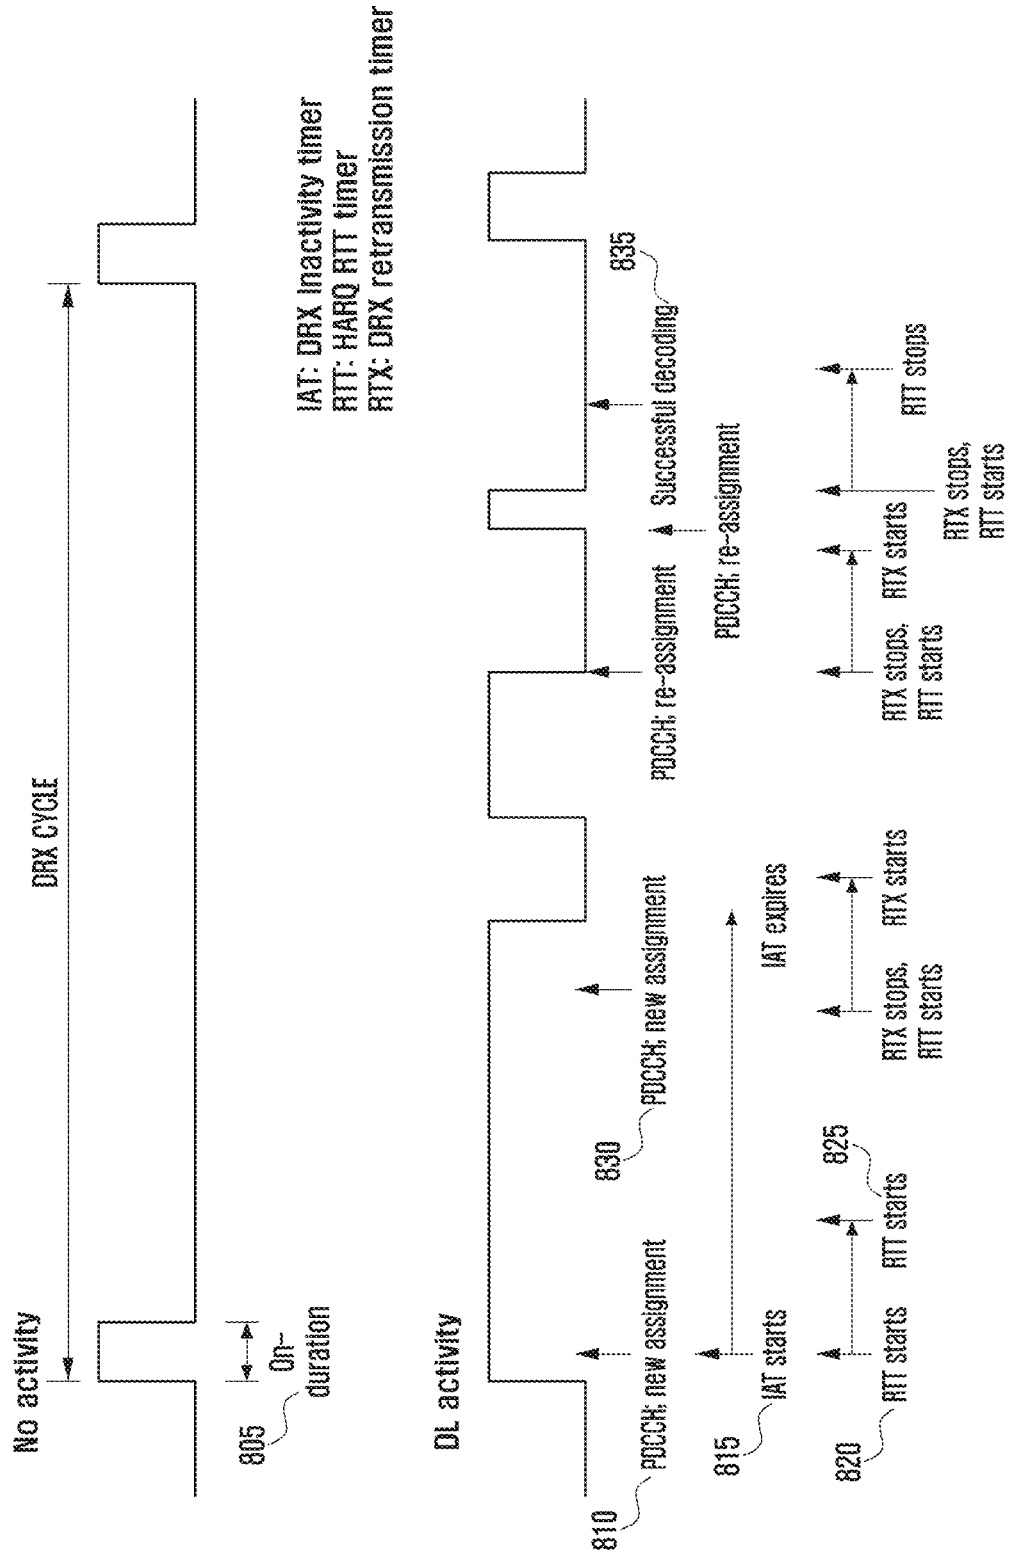 No activity
DRX CYCLE
On-
duration
805
IAT: DRX Inactivity timer
RTT: HARQ RTT timer
RTX: DRX retransmission timer
DL activity
810
PDCCH: new assignment
830
PDCCH: new assignment
PDCCH: re-assignment
Successful decoding
835
PDCCH: re-assignment
815
IAT starts
IAT expires
820
RTT starts
RTT starts
825
RTX stops,
RTT starts
RTX starts
RTX stops,
RTT starts
RTX starts
RTX stops,
RTT starts
RTT stops